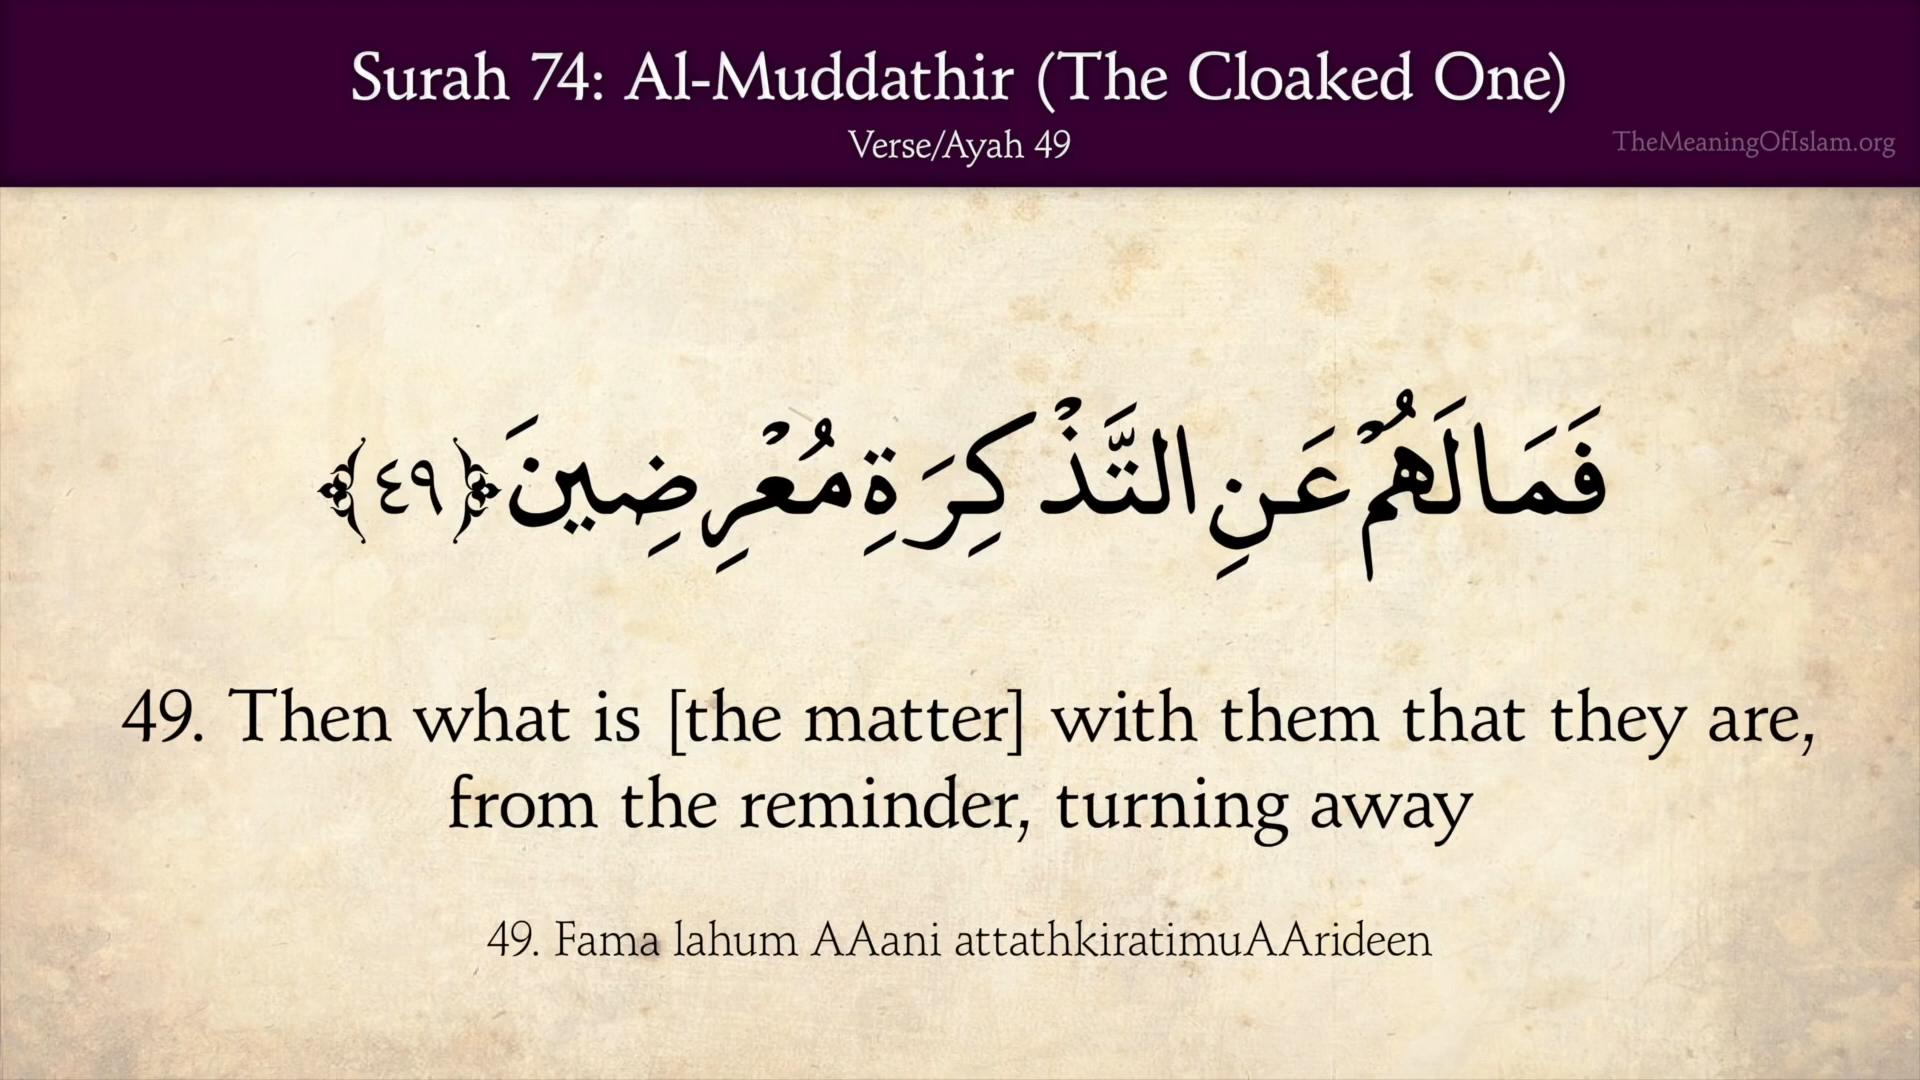 Surah 74: Al-Muddathir (The Cloaked One)
Verse/Ayah 49
TheMeaningOfIslam.org
فَمَا لَهُمْ عَنِ التَّذْكِرَةِ مُعْرِضِينَ ﴿٤٩﴾
49. Then what is [the matter] with them that they are,
from the reminder, turning away
49. Fama lahum AAani attathkiratimuAArideen